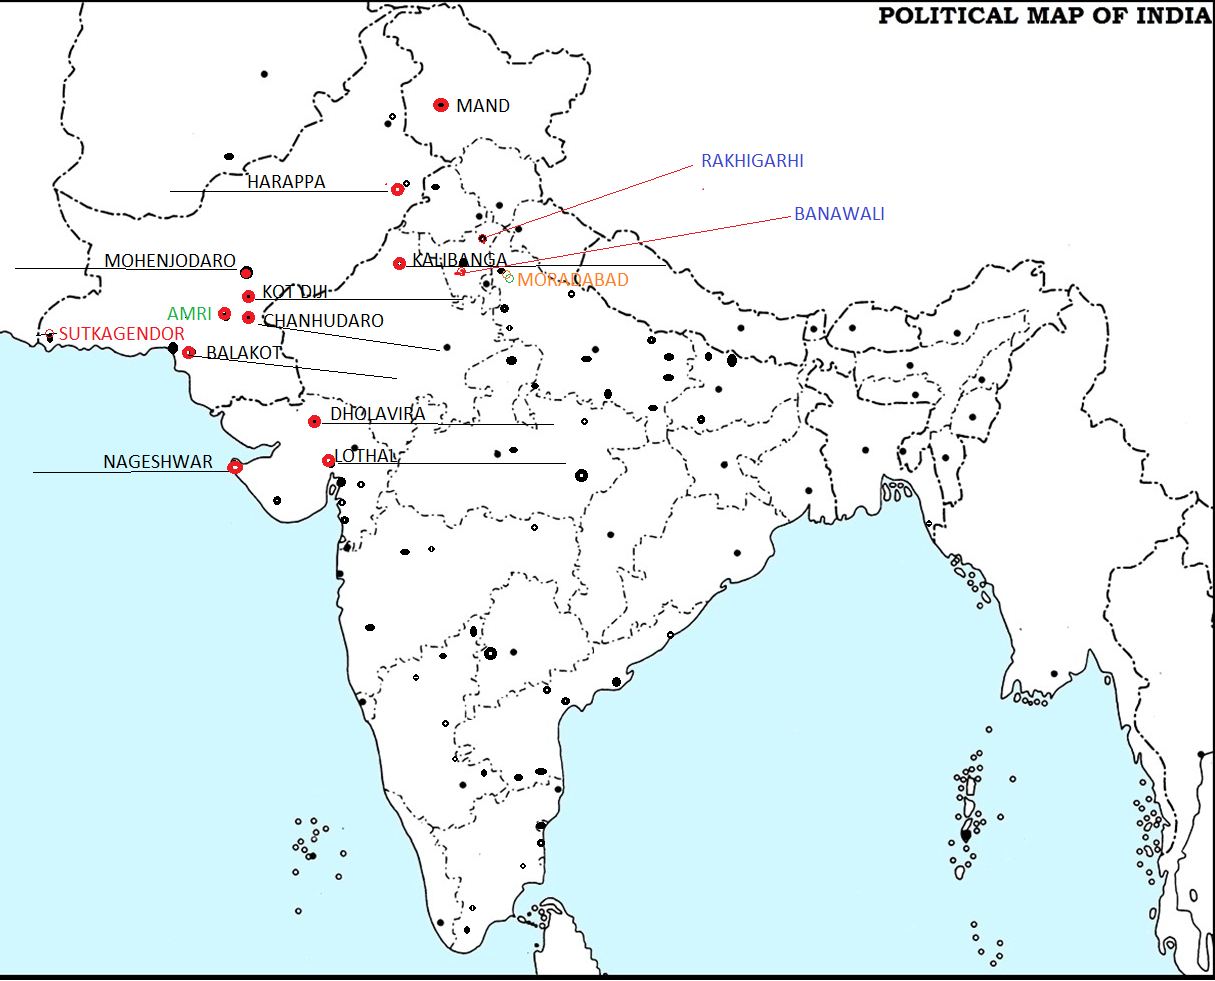 POLITICAL MAP OF INDIA
MAND
RAKHIGARHI
HARAPPA
BANAWALI
MOHENJODARO
KALIBANGA
MORADABAD
KOT DIJI
AMRI
CHANHUDARO
SUTKAGENDOR
BALAKOT
DHOLAVIRA
LOTHAL
NAGESHWAR